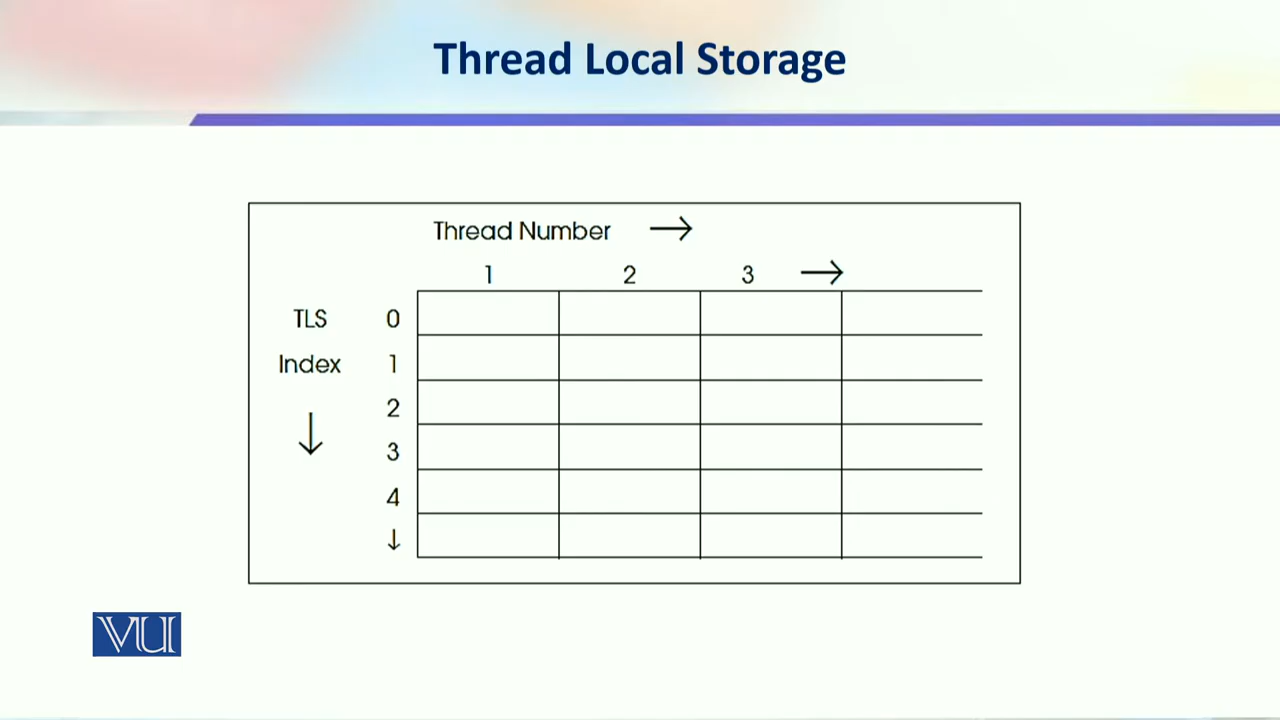 Thread Local Storage
Thread Number →
1 2 3 →
TLS 0
Index 1
2
↓
3
4
↓
VU